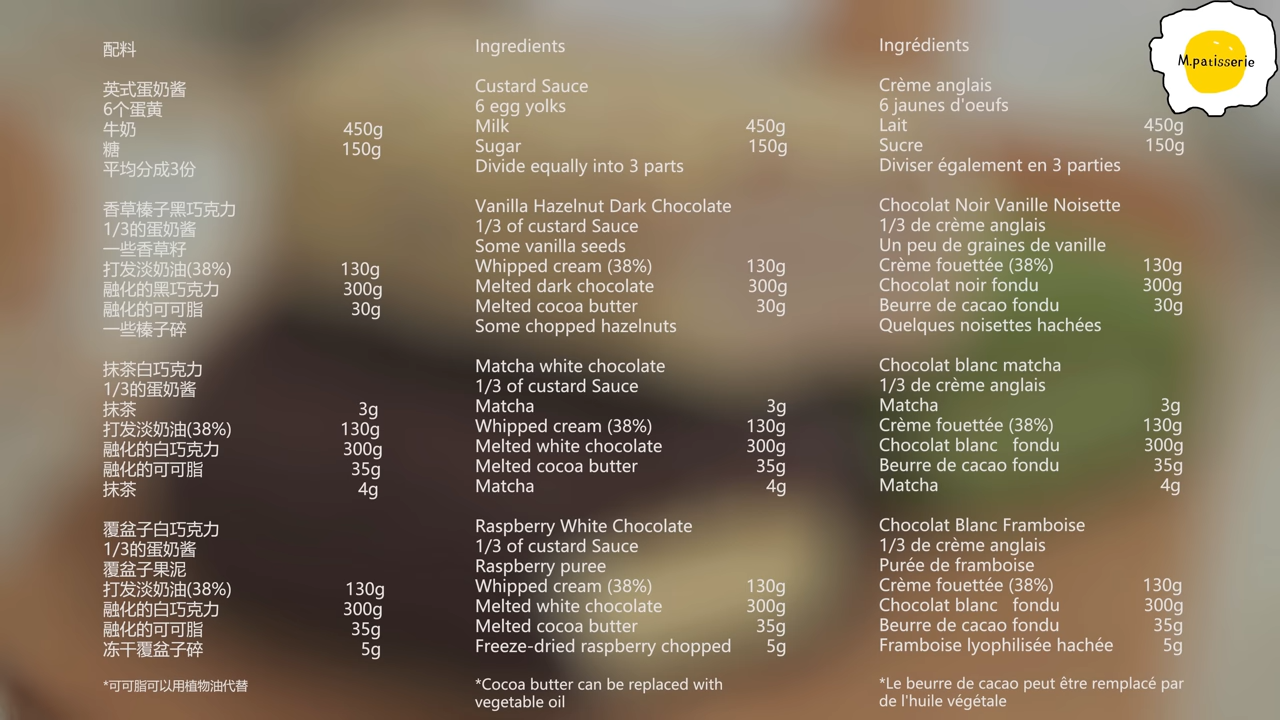 配料
英式蛋奶酱
6个蛋黄
牛奶 450g
糖 150g
平均分成3份
香草榛子黑巧克力
1/3的蛋奶酱
一些香草籽
打发淡奶油(38%) 130g
融化的黑巧克力 300g
融化的可可脂 30g
一些榛子碎
抹茶白巧克力
1/3的蛋奶酱
抹茶 3g
打发淡奶油(38%) 130g
融化的白巧克力 300g
融化的可可脂 35g
抹茶 4g
覆盆子白巧克力
1/3的蛋奶酱
覆盆子果泥
打发淡奶油(38%) 130g
融化的白巧克力 300g
融化的可可脂 35g
冻干覆盆子碎 5g
*可可脂可以用植物油代替
Ingredients
Custard Sauce
6 egg yolks
Milk 450g
Sugar 150g
Divide equally into 3 parts
Vanilla Hazelnut Dark Chocolate
1/3 of custard Sauce
Some vanilla seeds
Whipped cream (38%) 130g
Melted dark chocolate 300g
Melted cocoa butter 30g
Some chopped hazelnuts
Matcha white chocolate
1/3 of custard Sauce
Matcha 3g
Whipped cream (38%) 130g
Melted white chocolate 300g
Melted cocoa butter 35g
Matcha 4g
Raspberry White Chocolate
1/3 of custard Sauce
Raspberry puree
Whipped cream (38%) 130g
Melted white chocolate 300g
Melted cocoa butter 35g
Freeze-dried raspberry chopped 5g
*Cocoa butter can be replaced with
vegetable oil
Ingrédients
Crème anglais
6 jaunes d'oeufs
Lait 450g
Sucre 150g
Diviser également en 3 parties
Chocolat Noir Vanille Noisette
1/3 de crème anglais
Un peu de graines de vanille
Crème fouettée (38%) 130g
Chocolat noir fondu 300g
Beurre de cacao fondu 30g
Quelques noisettes hachées
Chocolat blanc matcha
1/3 de crème anglais
Matcha 3g
Crème fouettée (38%) 130g
Chocolat blanc fondu 300g
Beurre de cacao fondu 35g
Matcha 4g
Chocolat Blanc Framboise
1/3 de crème anglais
Purée de framboise
Crème fouettée (38%) 130g
Chocolat blanc fondu 300g
Beurre de cacao fondu 35g
Framboise lyophilisée hachée 5g
*Le beurre de cacao peut être remplacé par
de l'huile végétale
M.patisserie